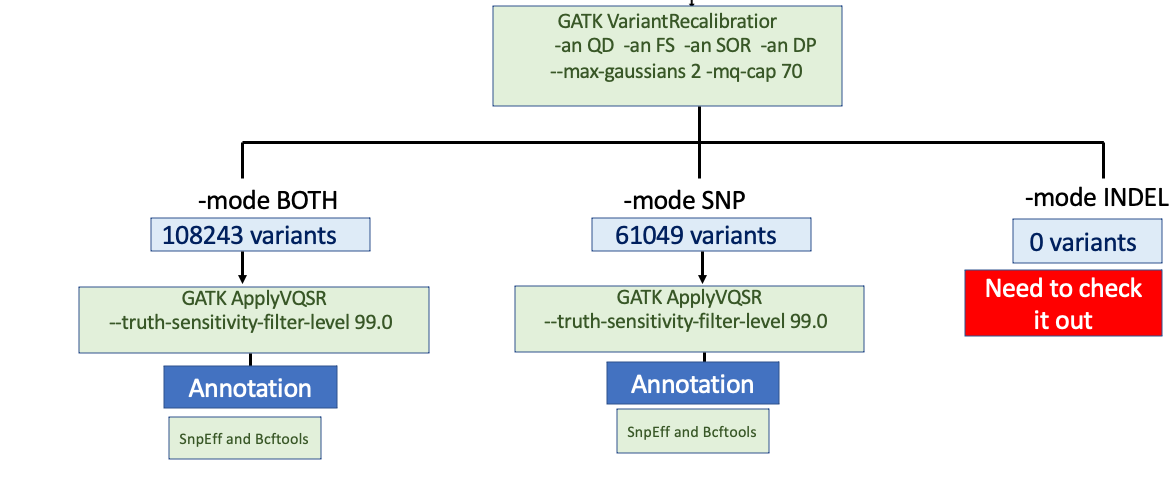 GATK VariantRecalibratior
-an QD -an FS -an SOR -an DP
--max-gaussians 2 -mq-cap 70
-mode BOTH
108243 variants
GATK ApplyVQSR
--truth-sensitivity-filter-level 99.0
Annotation
SnpEff and Bcftools
-mode SNP
61049 variants
GATK ApplyVQSR
--truth-sensitivity-filter-level 99.0
Annotation
SnpEff and Bcftools
-mode INDEL
0 variants
Need to check
it out